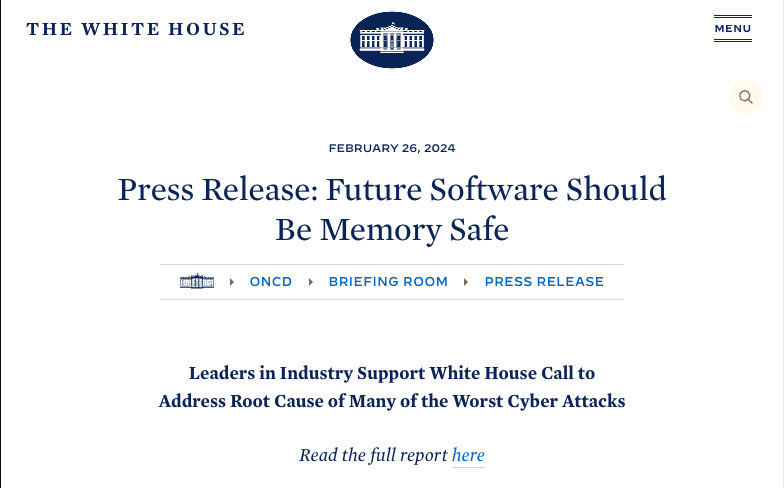 THE WHITE HOUSE
MENU
FEBRUARY 26, 2024
Press Release: Future Software Should
Be Memory Safe
ONCD BRIEFING ROOM PRESS RELEASE
Leaders in Industry Support White House Call to
Address Root Cause of Many of the Worst Cyber Attacks
Read the full report here